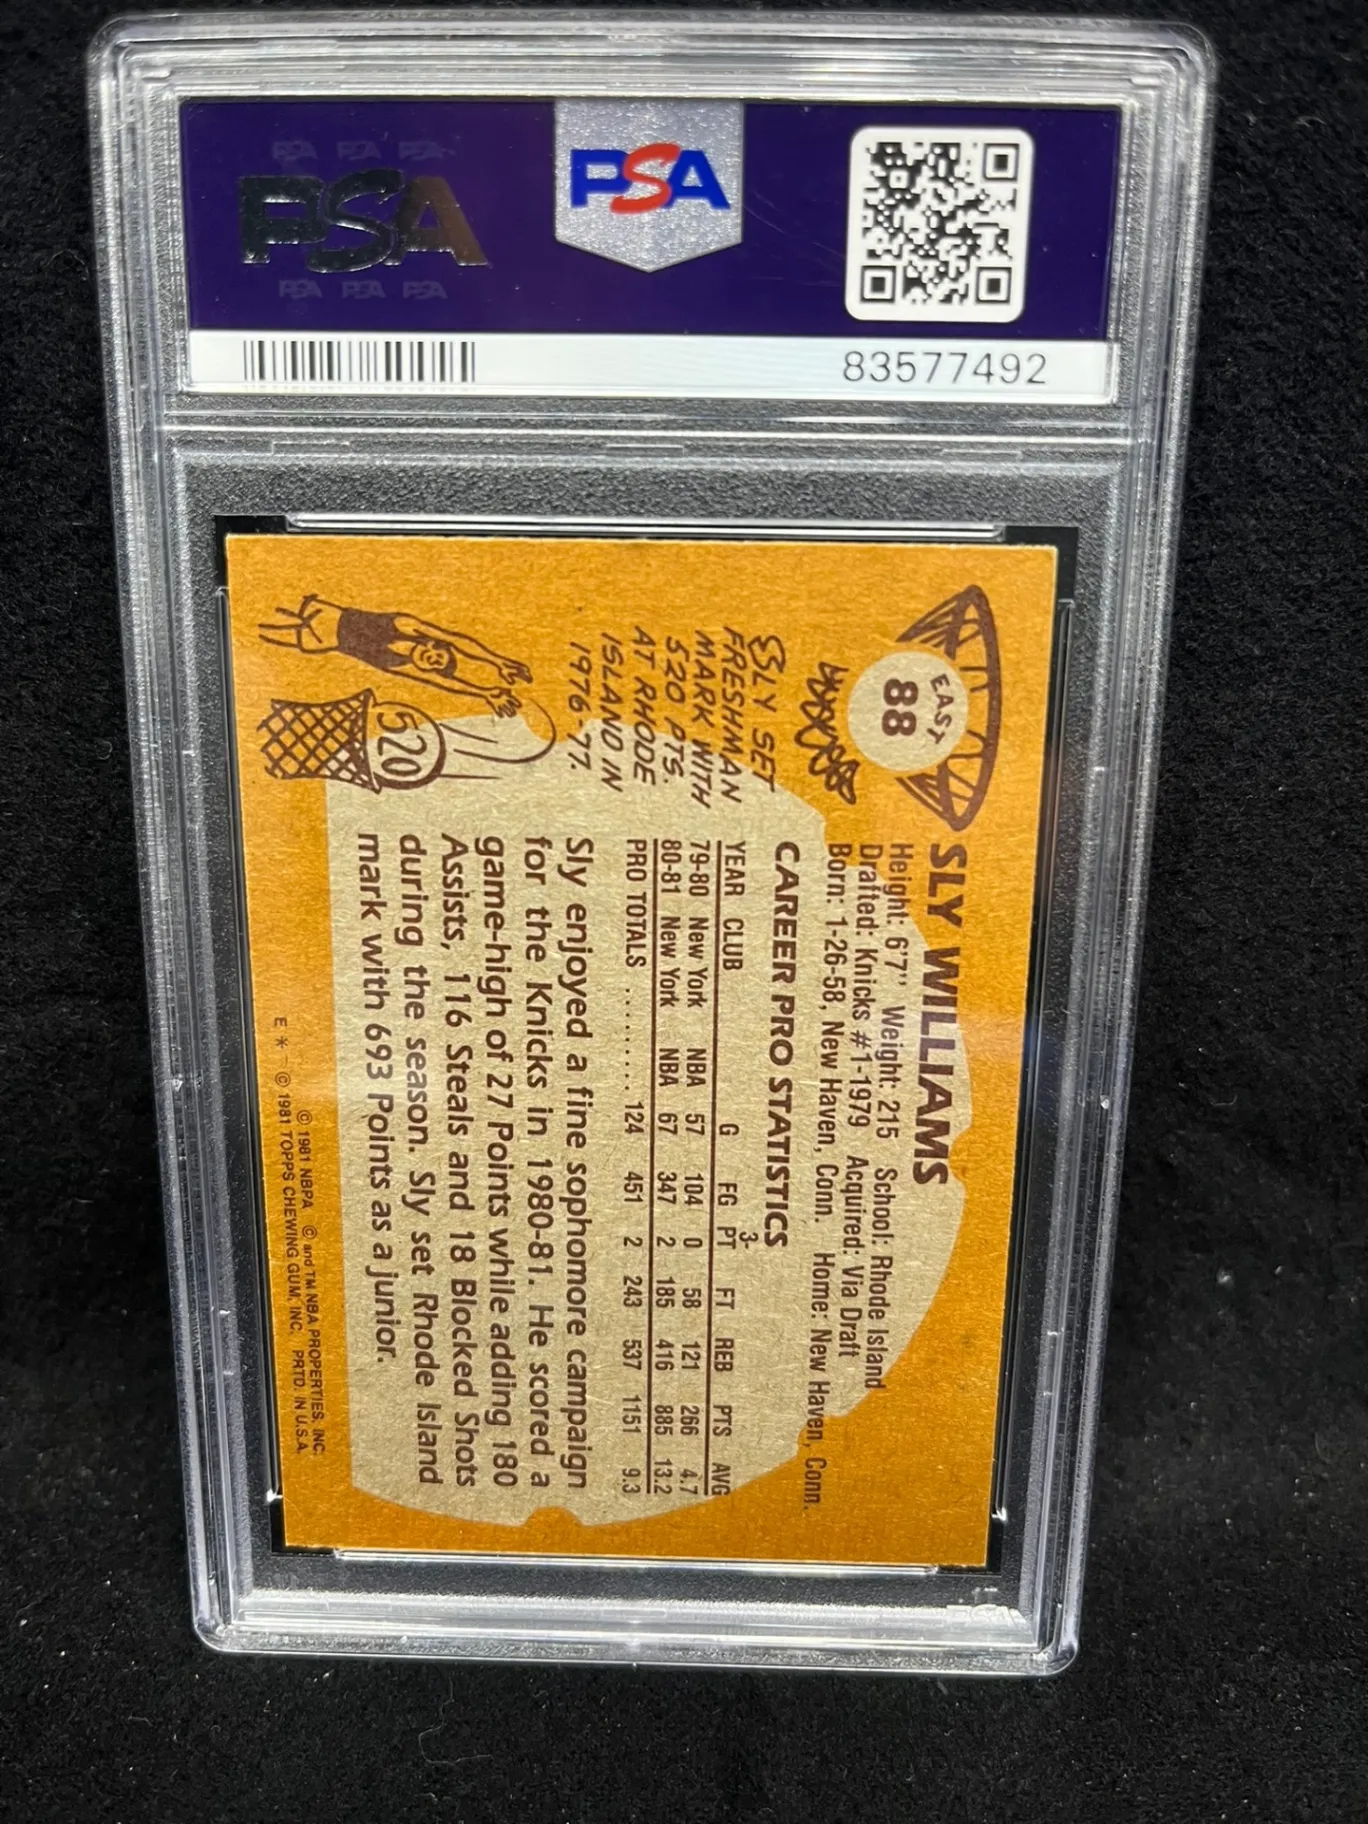 PSA PSA PSA
PSA
PSA PSA PSA
PSA
83577492
EAST
88
SLY WILLIAMS
Height: 6'7" Weight: 215 School: Rhode Island
Drafted: Knicks #1-1979 Acquired: Via Draft
Born: 1-26-58, New Haven, Conn. Home: New Haven, Conn.
SLY SET
FRESHMAN
MARK WITH
520 PTS.
AT RHODE
ISLAND IN
1976-77.
520
CAREER PRO STATISTICS
YEAR CLUB G FG 3-PT FT REB PTS AVG
79-80 New York NBA 57 104 0 58 121 266 4.7
80-81 New York NBA 67 347 2 185 416 885 13.2
PRO TOTALS .......... 124 451 2 243 537 1151 9.3
Sly enjoyed a fine sophomore campaign
for the Knicks in 1980-81. He scored a
game-high of 27 Points while adding 180
Assists, 116 Steals and 18 Blocked Shots
during the season. Sly set Rhode Island
mark with 693 Points as a junior.
© 1981 NBPA © and TM NBA PROPERTIES, INC.
E* © 1981 TOPPS CHEWING GUM, INC. PRTD. IN U.S.A.